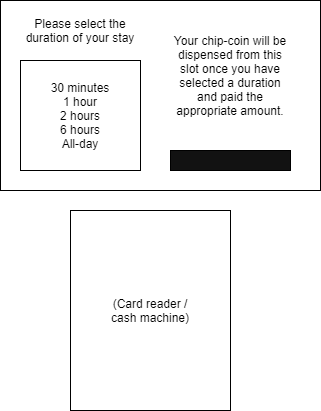 Please select the
duration of your stay
30 minutes
1 hour
2 hours
6 hours
All-day
Your chip-coin will be
dispensed from this
slot once you have
selected a duration
and paid the
appropriate amount.
(Card reader /
cash machine)